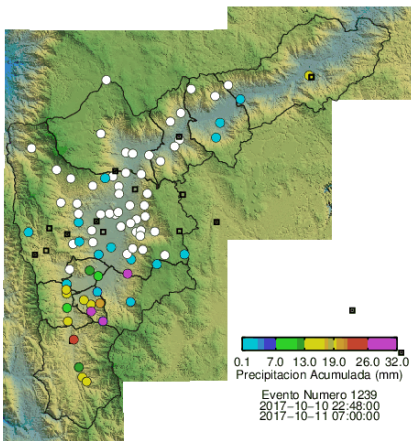 0.1 7.0 13.0 19.0 26.0 32.0
Precipitacion Acumulada (mm)
Evento Numero 1239
2017-10-10 22:48:00
2017-10-11 07:00:00